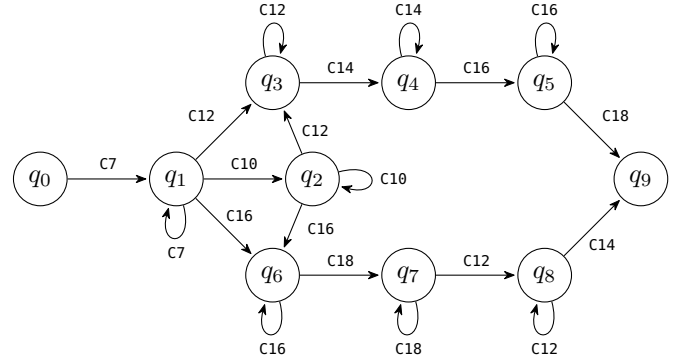 C12 C14 C16
q3 C14 q4 C16 q5
C12 C12 C18
q0 C7 q1 C10 q2 C10 q9
C16 C16 C14
C7
q6 C18 q7 C12 q8
C16 C18 C12